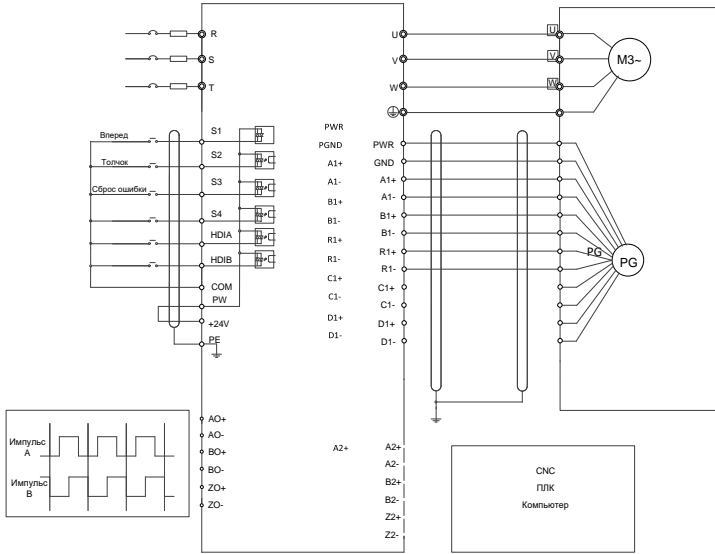 R
S
T
Вперед
S1
Толчок
S2
Сброс ошибки
S3
S4
HDIA
HDIB
COM
PW
+24V
PE
PWR
PGND
A1+
A1-
B1+
B1-
R1+
R1-
C1+
C1-
D1+
D1-
U
V
W
PWR
GND
A1+
A1-
B1+
B1-
R1+
R1-
C1+
C1-
D1+
D1-
U
V
W
M3~
PG
PG
Импульс
A
Импульс
B
AO+
AO-
BO+
BO-
ZO+
ZO-
A2+
A2+
A2-
B2+
B2-
Z2+
Z2-
CNC
ПЛК
Компьютер